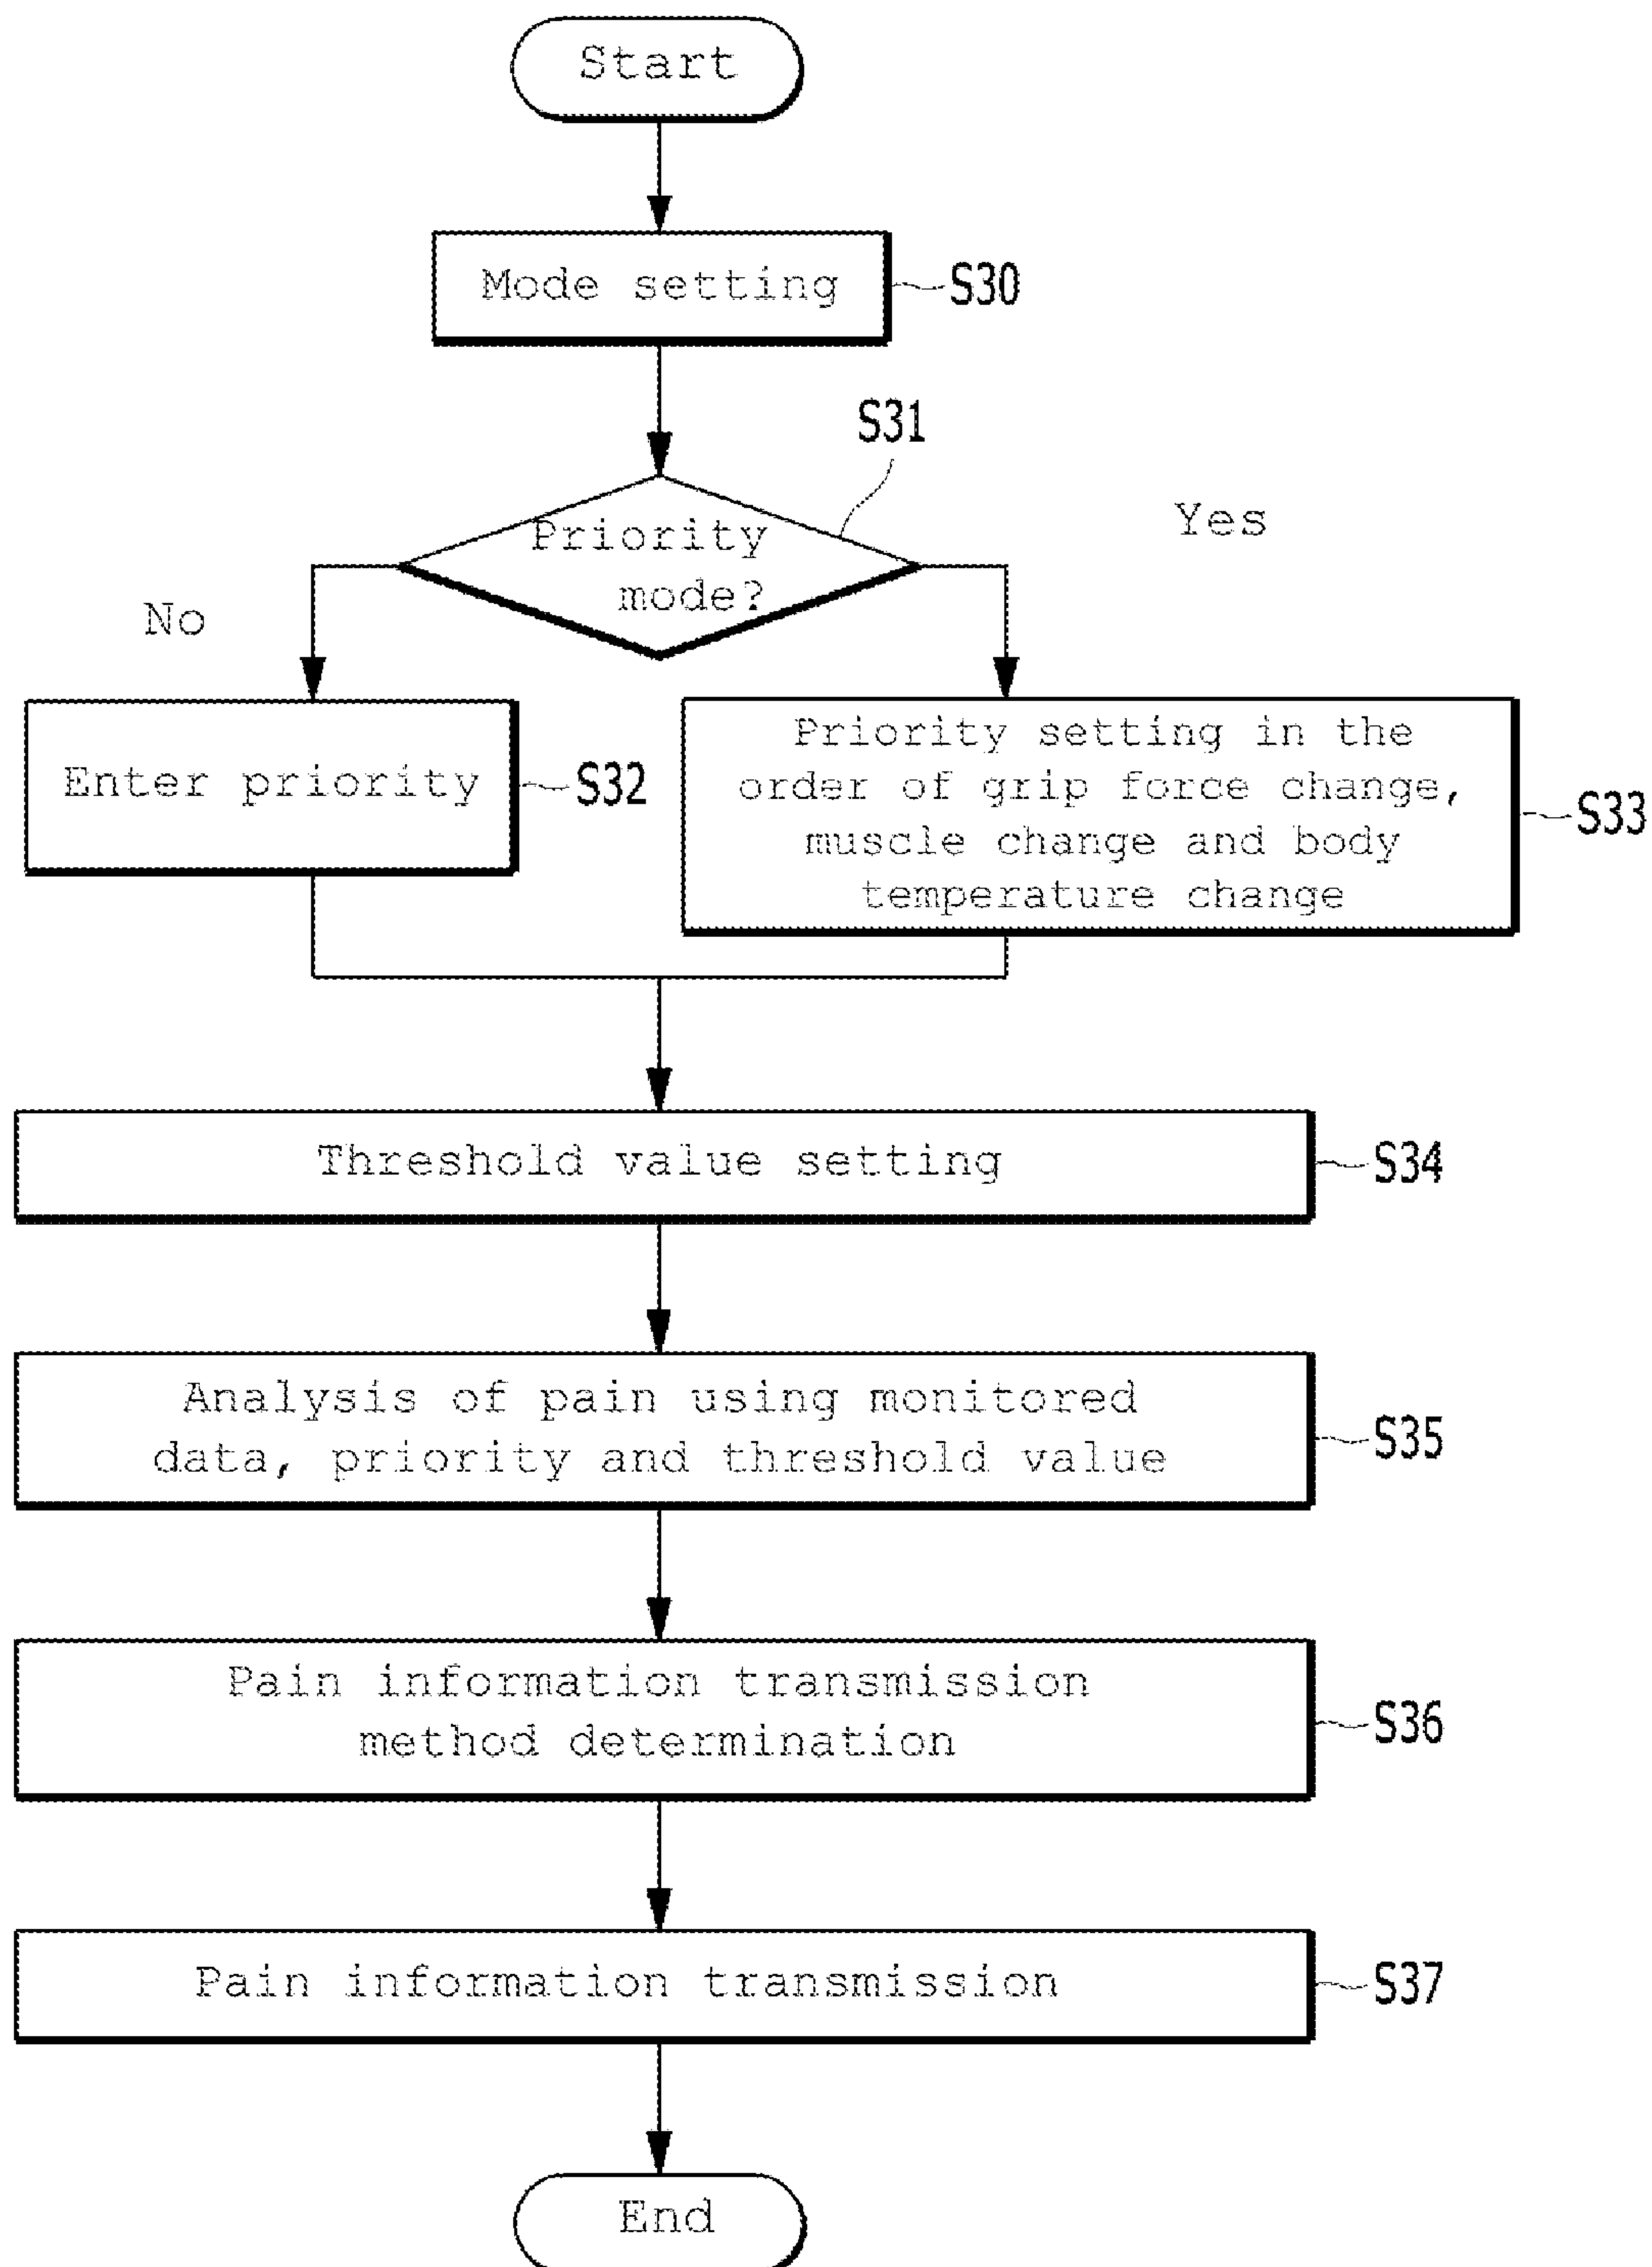 Start
Mode setting
S30
S31
Priority
mode?
Yes
No
Enter priority
S32
Priority setting in the
order of grip force change,
muscle change and body
temperature change
S33
Threshold value setting
S34
Analysis of pain using monitored
data, priority and threshold value
S35
Pain information transmission
method determination
S36
Pain information transmission
S37
End